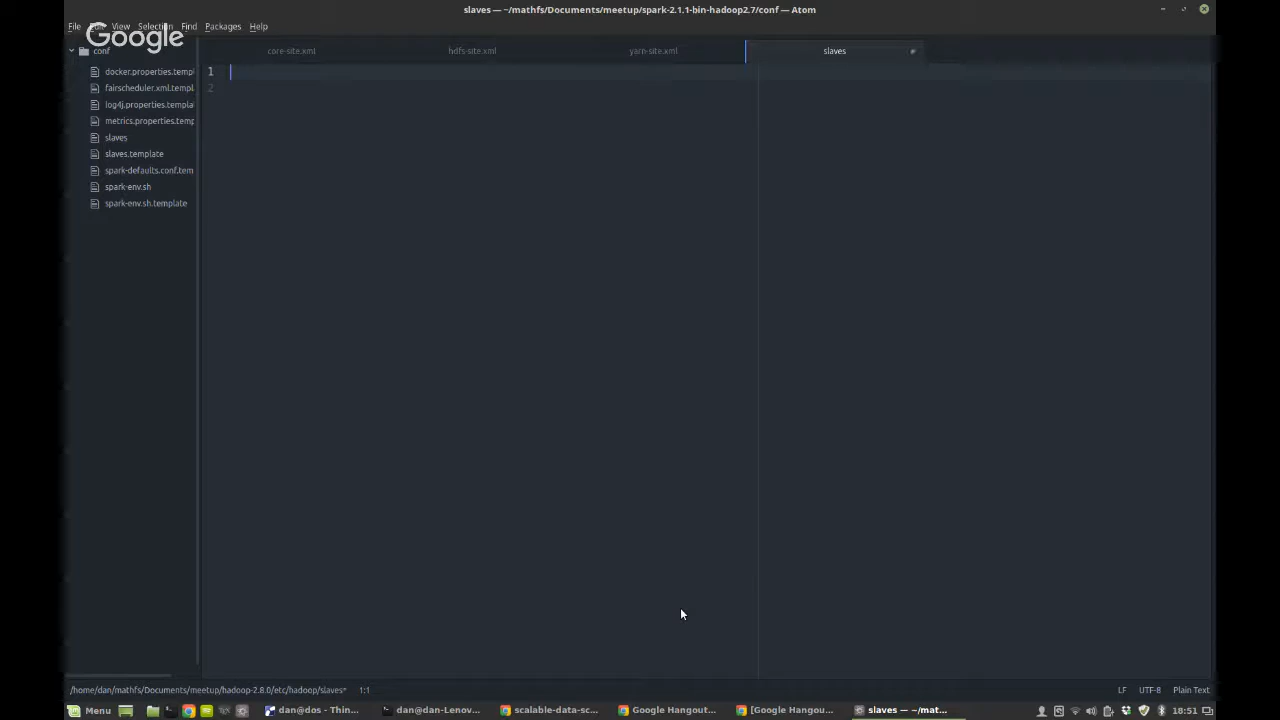 slaves — ~/mathfs/Documents/meetup/spark-2.1.1-bin-hadoop2.7/conf — Atom
File Edit View Selection Find Packages Help
Google
conf
core-site.xml hdfs-site.xml yarn-site.xml slaves
docker.properties.templ
fairscheduler.xml.templ
log4j.properties.templa
metrics.properties.temp
slaves
slaves.template
spark-defaults.conf.tem
spark-env.sh
spark-env.sh.template
1
2
/home/dan/mathfs/Documents/meetup/hadoop-2.8.0/etc/hadoop/slaves* 1:1 LF UTF-8 Plain Text
Menu dan@dos - Thin... dan@dan-Lenov... scalable-data-sc... Google Hangout... [Google Hangou... slaves — ~/mat... 18:51